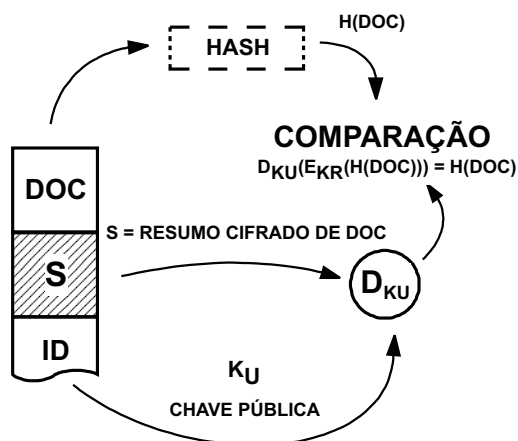 H(DOC)
HASH
COMPARAÇÃO
DKU(EKR(H(DOC))) = H(DOC)
DOC
S = RESUMO CIFRADO DE DOC
S
DKU
ID
KU
CHAVE PÚBLICA